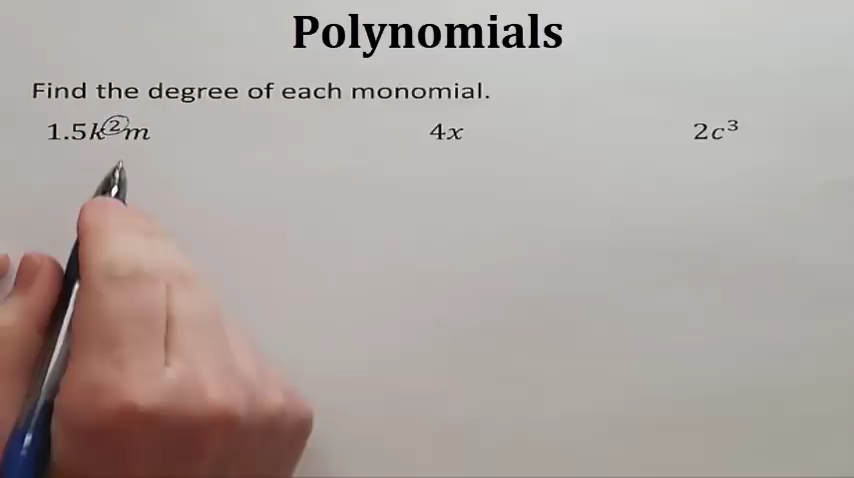 Polynomials
Find the degree of each monomial.
1.5k²m 4x 2c³